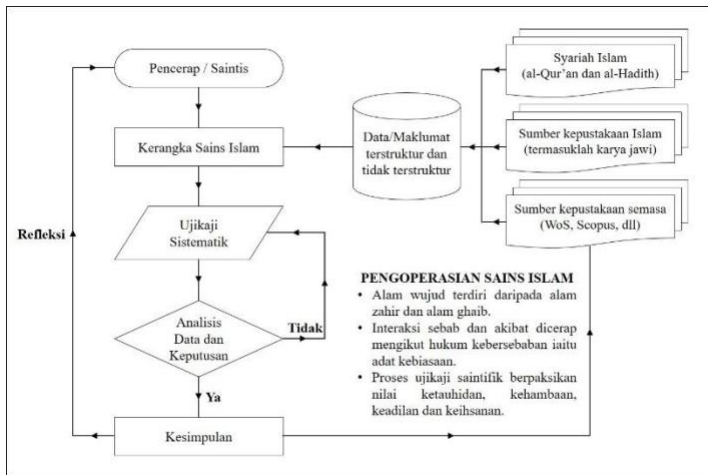 Pencerap / Saintis
Kerangka Sains Islam
Ujikaji
Sistematik
Analisis
Data dan
Keputusan
Tidak
Ya
Kesimpulan
Refleksi
Data/Maklumat
terstruktur dan
tidak terstruktur
Syariah Islam
(al-Qur'an dan al-Hadith)
Sumber kepustakaan Islam
(termasuklah karya jawi)
Sumber kepustakaan semasa
(WoS, Scopus, dll)
PENGOPERASIAN SAINS ISLAM
• Alam wujud terdiri daripada alam
zahir dan alam ghaib.
• Interaksi sebab dan akibat dicerap
mengikut hukum kebersebaban iaitu
adat kebiasaan.
• Proses ujikaji saintifik berpaksikan
nilai ketauhidan, kehambaan,
keadilan dan keihsanan.